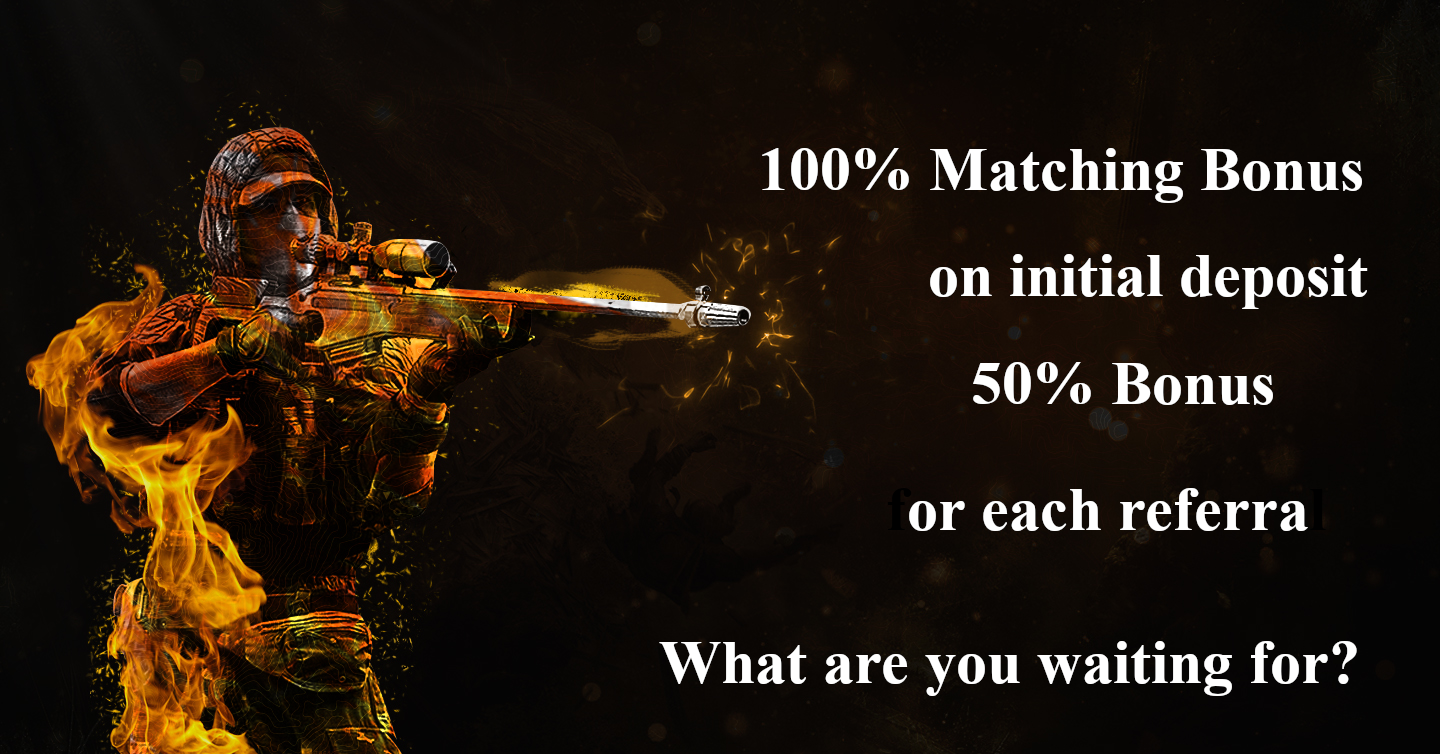 100% Matching Bonus
on initial deposit
50% Bonus
for each referral
What are you waiting for?